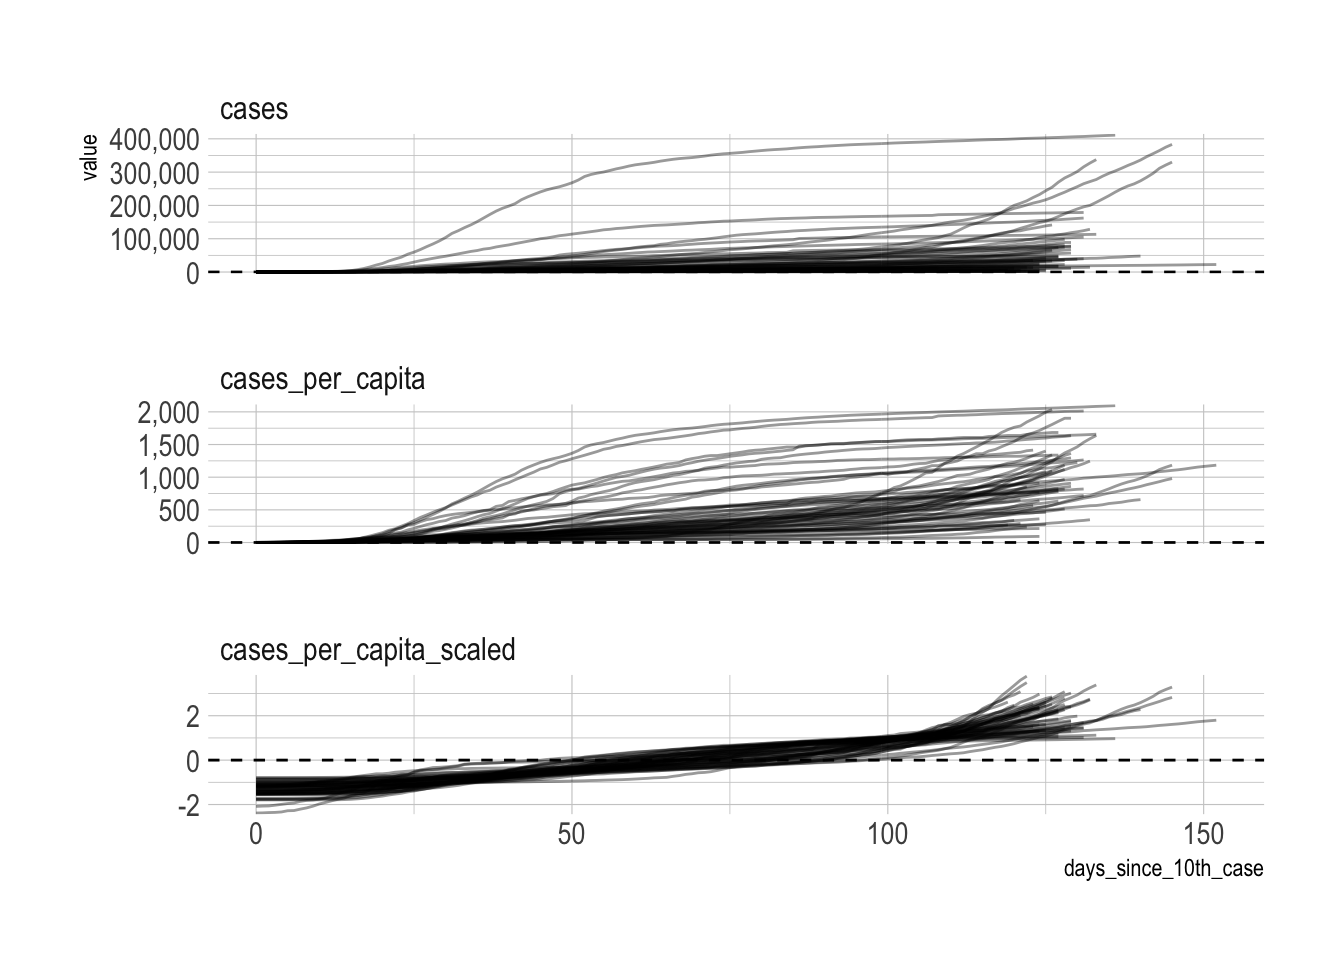 cases
value
400,000
300,000
200,000
100,000
0
cases_per_capita
2,000
1,500
1,000
500
0
cases_per_capita_scaled
2
0
-2
0 50 100 150
days_since_10th_case